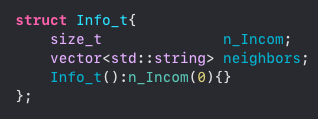 struct Info_t{
    size_t            n_Incom;
    vector<std::string> neighbors;
    Info_t():n_Incom(0){}
};